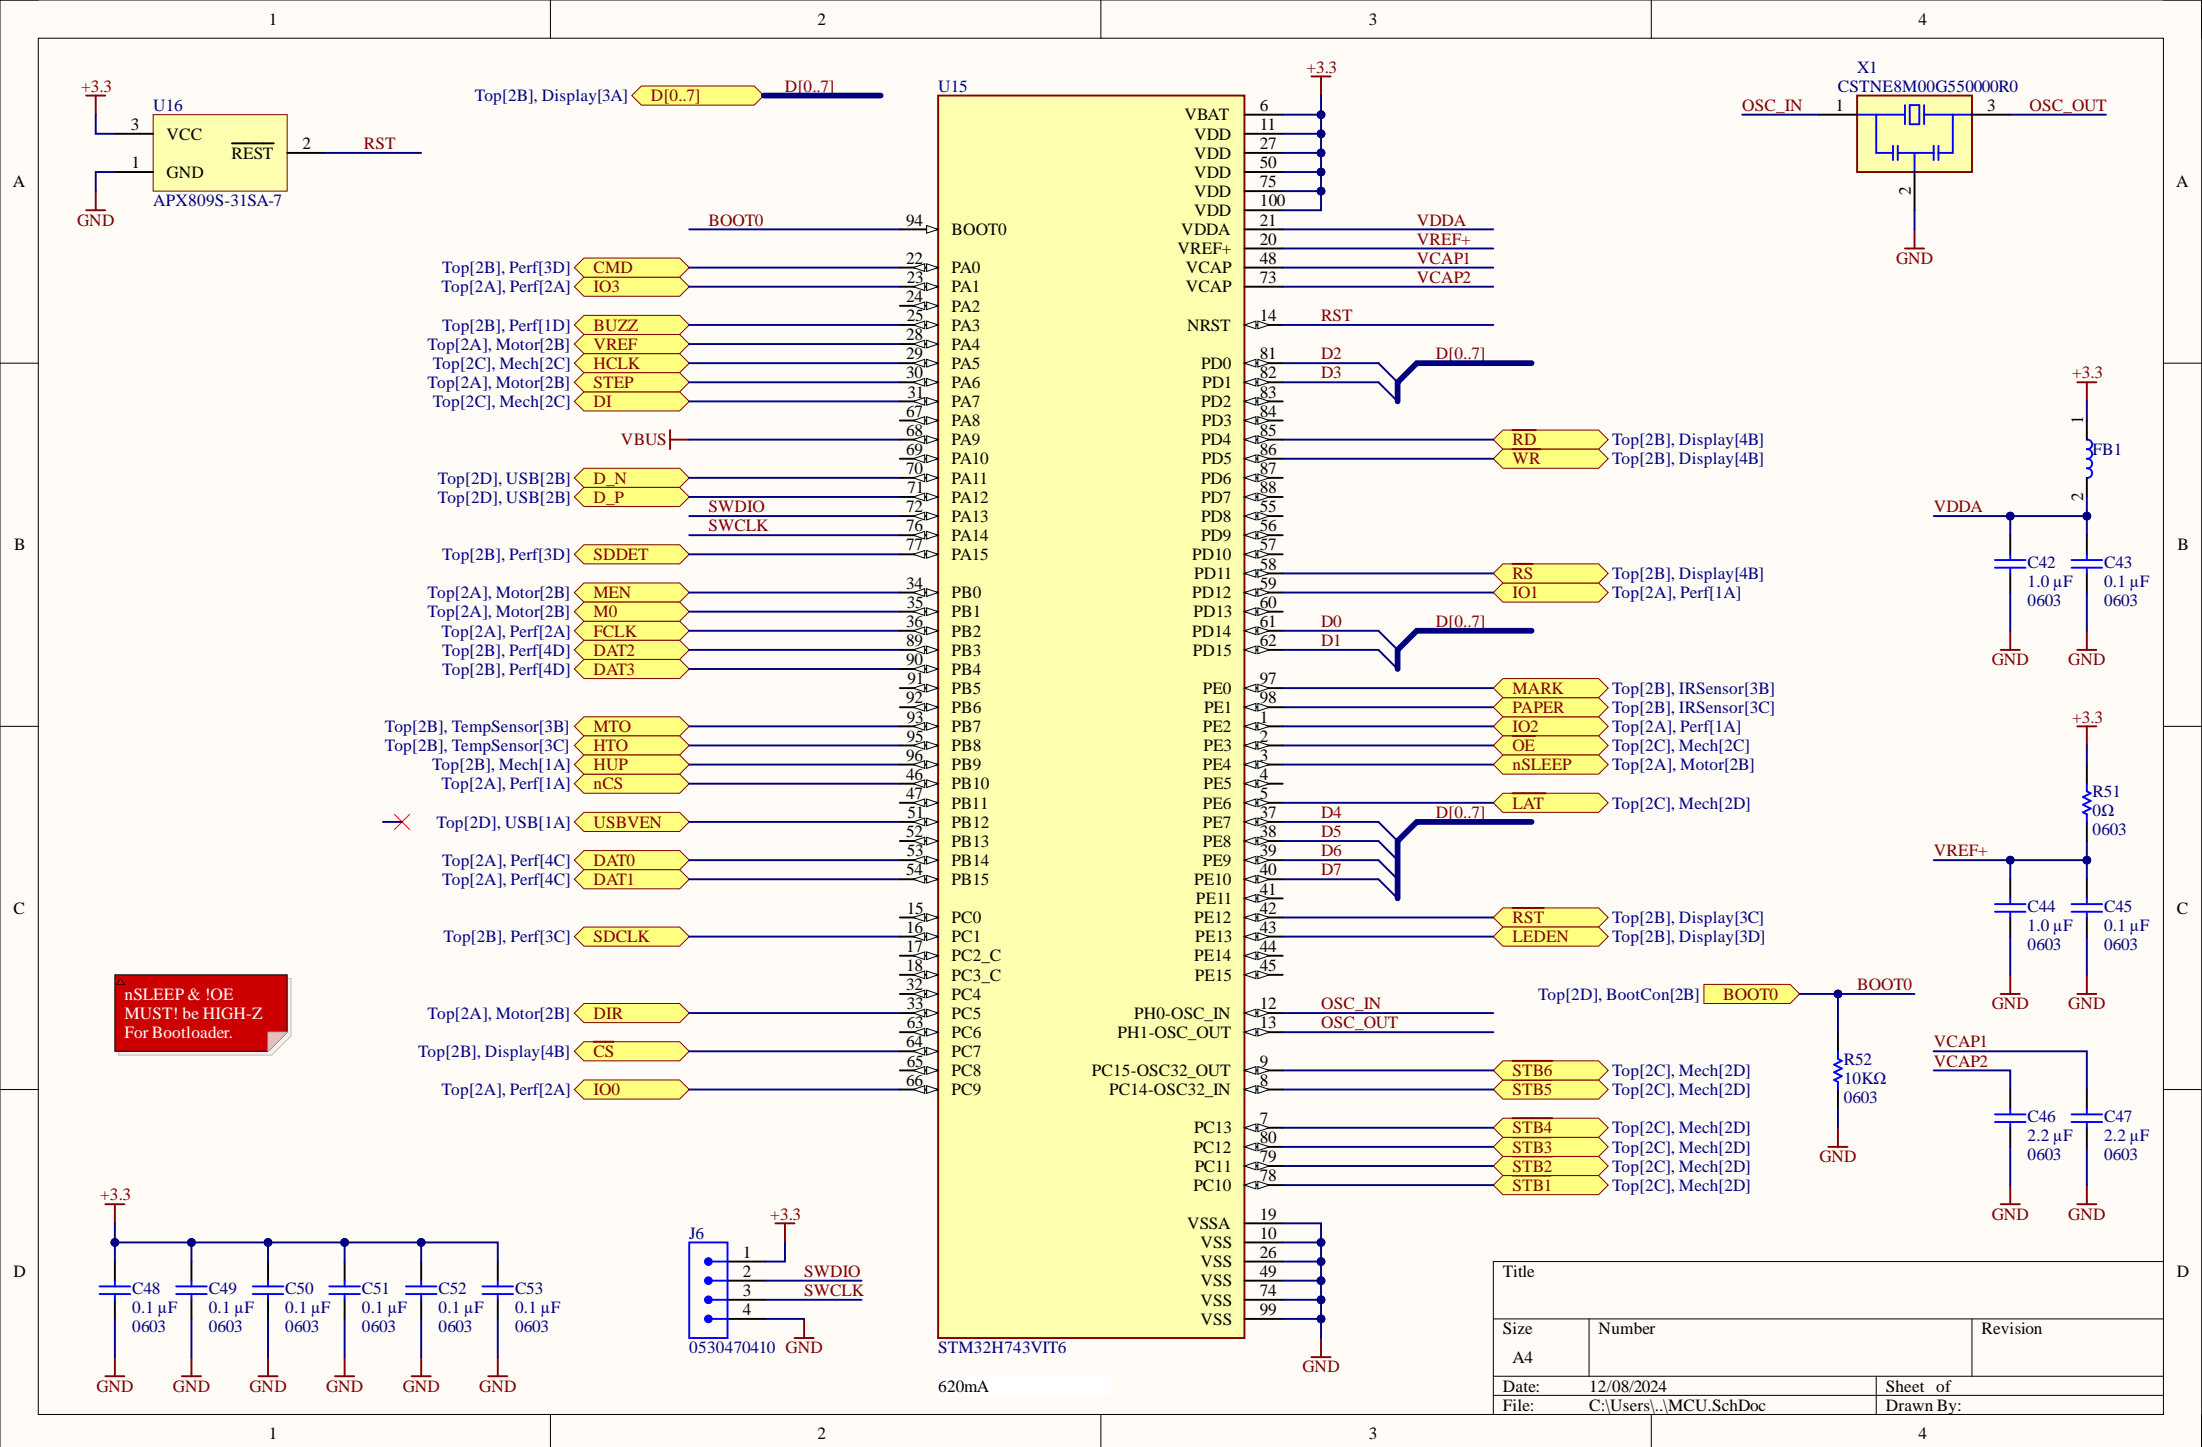 1 2 3 4
A B C D
A B C D
1 2 3 4
+3.3
U16
3 VCC
REST 2 RST
1 GND
APX809S-31SA-7
GND
Top[2B], Display[3A] D[0..7] D[0..7]
U15
BOOT0 94 BOOT0
Top[2B], Perf[3D] CMD 22 PA0
Top[2A], Perf[2A] IO3 23 PA1
24 PA2
Top[2B], Perf[1D] BUZZ 25 PA3
Top[2A], Motor[2B] VREF 28 PA4
Top[2C], Mech[2C] HCLK 29 PA5
Top[2A], Motor[2B] STEP 30 PA6
Top[2C], Mech[2C] DI 31 PA7
67 PA8
VBUS 68 PA9
69 PA10
Top[2D], USB[2B] D_N 70 PA11
Top[2D], USB[2B] D_P 71 PA12
SWDIO 72 PA13
SWCLK 76 PA14
Top[2B], Perf[3D] SDDET 77 PA15
Top[2A], Motor[2B] MEN 34 PB0
Top[2A], Motor[2B] M0 35 PB1
Top[2A], Perf[2A] FCLK 36 PB2
Top[2B], Perf[4D] DAT2 89 PB3
Top[2B], Perf[4D] DAT3 90 PB4
91 PB5
92 PB6
Top[2B], TempSensor[3B] MTO 93 PB7
Top[2B], TempSensor[3C] HTO 95 PB8
Top[2B], Mech[1A] HUP 96 PB9
Top[2A], Perf[1A] nCS 46 PB10
47 PB11
Top[2D], USB[1A] USBVEN 51 PB12
52 PB13
Top[2A], Perf[4C] DAT0 53 PB14
Top[2A], Perf[4C] DAT1 54 PB15
15 PC0
Top[2B], Perf[3C] SDCLK 16 PC1
17 PC2_C
18 PC3_C
32 PC4
Top[2A], Motor[2B] DIR 33 PC5
63 PC6
Top[2B], Display[4B] CS 64 PC7
65 PC8
Top[2A], Perf[2A] IO0 66 PC9
+3.3
VBAT 6
VDD 11
VDD 27
VDD 50
VDD 75
VDD 100
VDDA 21 VDDA
VREF+ 20 VREF+
VCAP 48 VCAP1
VCAP 73 VCAP2
NRST 14 RST
PD0 81 D2 D[0..7]
PD1 82 D3
PD2 83
PD3 84
PD4 85 RD Top[2B], Display[4B]
PD5 86 WR Top[2B], Display[4B]
PD6 87
PD7 88
PD8 55
PD9 56
PD10 57
PD11 58 RS Top[2B], Display[4B]
PD12 59 IO1 Top[2A], Perf[1A]
PD13 60
PD14 61 D0 D[0..7]
PD15 62 D1
PE0 97 MARK Top[2B], IRSensor[3B]
PE1 98 PAPER Top[2B], IRSensor[3C]
PE2 1 IO2 Top[2A], Perf[1A]
PE3 2 OE Top[2C], Mech[2C]
PE4 3 nSLEEP Top[2A], Motor[2B]
PE5 4
PE6 5 LAT Top[2C], Mech[2D]
PE7 37 D4 D[0..7]
PE8 38 D5
PE9 39 D6
PE10 40 D7
PE11 41
PE12 42 RST Top[2B], Display[3C]
PE13 43 LEDEN Top[2B], Display[3D]
PE14 44
PE15 45
PH0-OSC_IN 12 OSC_IN
PH1-OSC_OUT 13 OSC_OUT
PC15-OSC32_OUT 9 STB6 Top[2C], Mech[2D]
PC14-OSC32_IN 8 STB5 Top[2C], Mech[2D]
PC13 7 STB4 Top[2C], Mech[2D]
PC12 80 STB3 Top[2C], Mech[2D]
PC11 79 STB2 Top[2C], Mech[2D]
PC10 78 STB1 Top[2C], Mech[2D]
VSSA 19
VSS 10
VSS 26
VSS 49
VSS 74
VSS 99
GND
STM32H743VIT6
620mA
X1
CSTNE8M00G550000R0
OSC_IN 1 3 OSC_OUT
2
GND
+3.3
1
FB1
2
VDDA
C42 C43
1.0 µF 0.1 µF
0603 0603
GND GND
+3.3
R51
0Ω
0603
VREF+
C44 C45
1.0 µF 0.1 µF
0603 0603
GND GND
Top[2D], BootCon[2B] BOOT0 BOOT0
R52
10KΩ
0603
GND
VCAP1
VCAP2
C46 C47
2.2 µF 2.2 µF
0603 0603
GND GND
nSLEEP & !OE
MUST! be HIGH-Z
For Bootloader.
+3.3
C48 C49 C50 C51 C52 C53
0.1 µF 0.1 µF 0.1 µF 0.1 µF 0.1 µF 0.1 µF
0603 0603 0603 0603 0603 0603
GND GND GND GND GND GND
J6 +3.3
1
2 SWDIO
3 SWCLK
4
0530470410 GND
Title
Size Number Revision
A4
Date: 12/08/2024 Sheet of
File: C:\Users\..\MCU.SchDoc Drawn By: